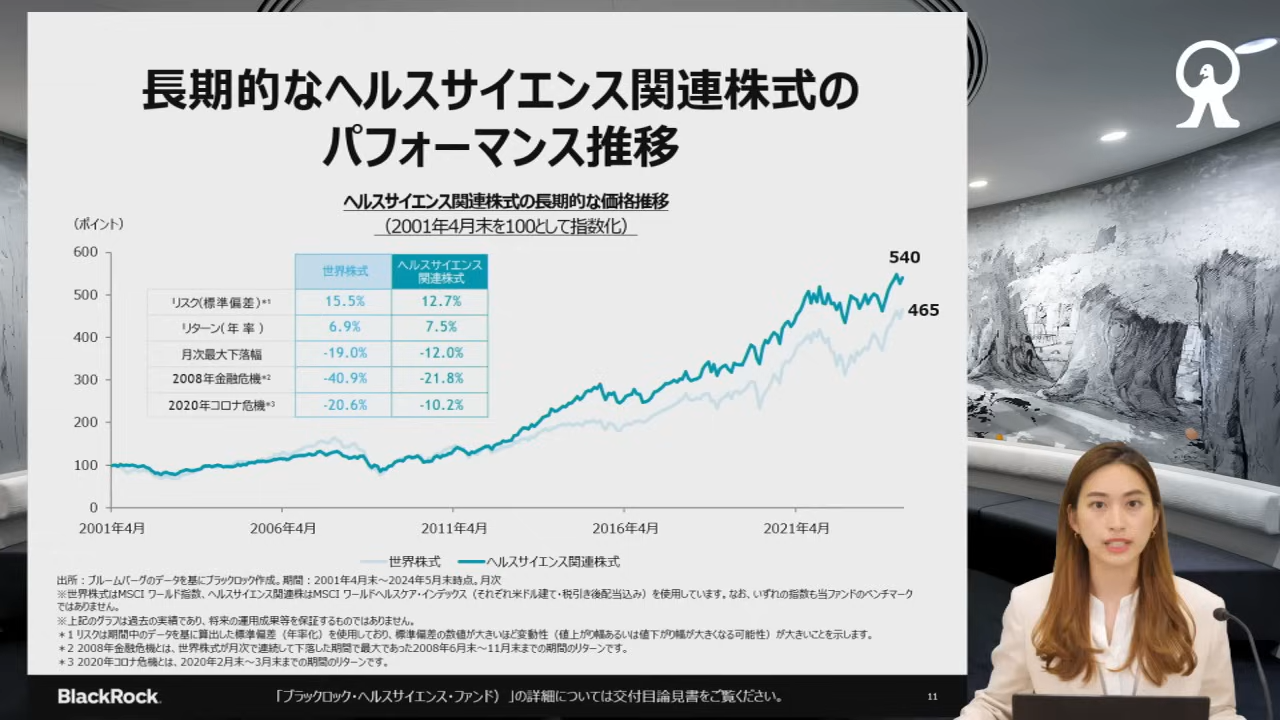 長期的なヘルスサイエンス関連株式の
パフォーマンス推移
ヘルスサイエンス関連株式の長期的な価格推移
（2001年4月末を100として指数化）
（ポイント）
600
500
400
300
200
100
0
世界株式
ヘルスサイエンス
関連株式
リスク(標準偏差)*1 15.5% 12.7%
リターン(年率) 6.9% 7.5%
月次最大下落幅 -19.0% -12.0%
2008年金融危機*2 -40.9% -21.8%
2020年コロナ危機*3 -20.6% -10.2%
540
465
2001年4月 2006年4月 2011年4月 2016年4月 2021年4月
世界株式 ヘルスサイエンス関連株式
出所：ブルームバーグのデータを基にブラックロック作成。期間：2001年4月末～2024年5月末時点。月次
※世界株式はMSCI ワールド指数、ヘルスサイエンス関連株はMSCI ワールドヘルスケア・インデックス（それぞれ米ドル建て・税引き後配当込み）を使用しています。なお、いずれの指数も当ファンドのベンチマーク
ではありません。
※上記のグラフは過去の実績であり、将来の運用成果等を保証するものではありません。
＊1 リスクは期間中のデータを基に算出した標準偏差（年率化）を使用しており、標準偏差の数値が大きいほど変動性（値上がり幅あるいは値下がり幅が大きくなる可能性）が大きいことを示します。
＊2 2008年金融危機とは、世界株式が月次で連続して下落した期間で最大であった2008年6月末～11月末までの期間のリターンです。
＊3 2020年コロナ危機とは、2020年2月末～3月末までの期間のリターンです。
BlackRock.
「ブラックロック・ヘルスサイエンス・ファンド）」の詳細については交付目論見書をご覧ください。
11